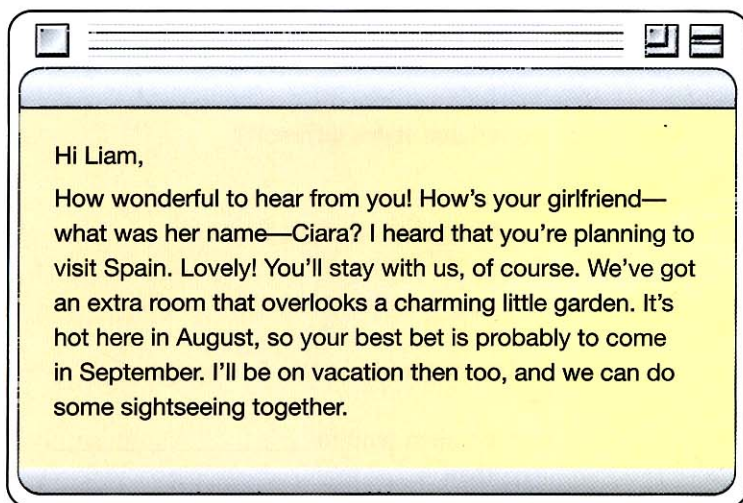 Hi Liam,
How wonderful to hear from you! How's your girlfriend—
what was her name—Ciara? I heard that you're planning to
visit Spain. Lovely! You'll stay with us, of course. We've got
an extra room that overlooks a charming little garden. It's
hot here in August, so your best bet is probably to come
in September. I'll be on vacation then too, and we can do
some sightseeing together.